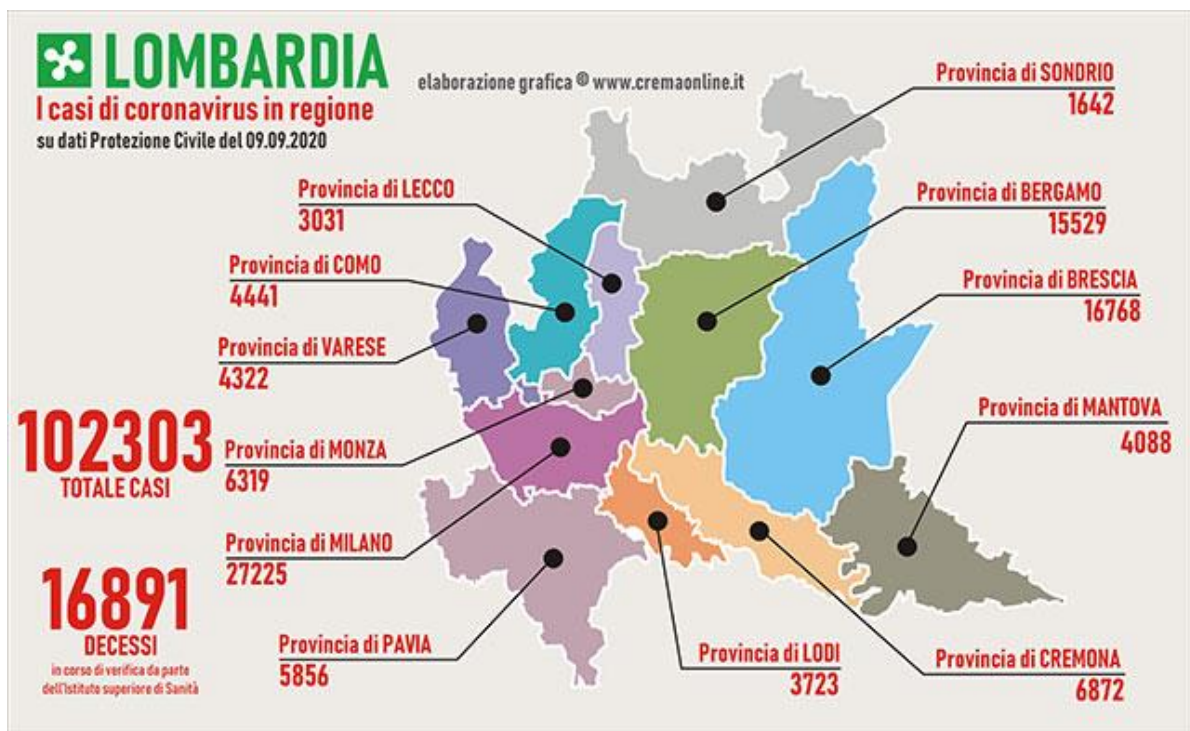 LOMBARDIA
I casi di coronavirus in regione
su dati Protezione Civile del 09.09.2020
elaborazione grafica © www.cremaonline.it
Provincia di SONDRIO
1642
Provincia di LECCO
3031
Provincia di BERGAMO
15529
Provincia di COMO
4441
Provincia di BRESCIA
16768
Provincia di VARESE
4322
Provincia di MANTOVA
4088
102303
TOTALE CASI
Provincia di MONZA
6319
Provincia di MILANO
27225
16891
DECESSI
in corso di verifica da parte
dell'Istituto superiore di Sanità
Provincia di PAVIA
5856
Provincia di LODI
3723
Provincia di CREMONA
6872